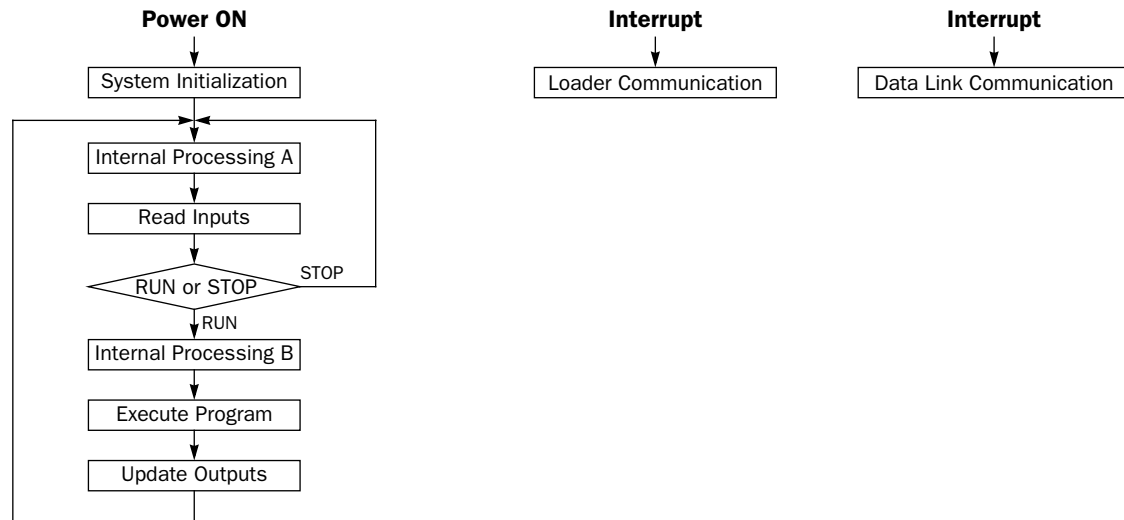 Power ON
System Initialization
Internal Processing A
Read Inputs
RUN or STOP
STOP
RUN
Internal Processing B
Execute Program
Update Outputs
Interrupt
Loader Communication
Interrupt
Data Link Communication